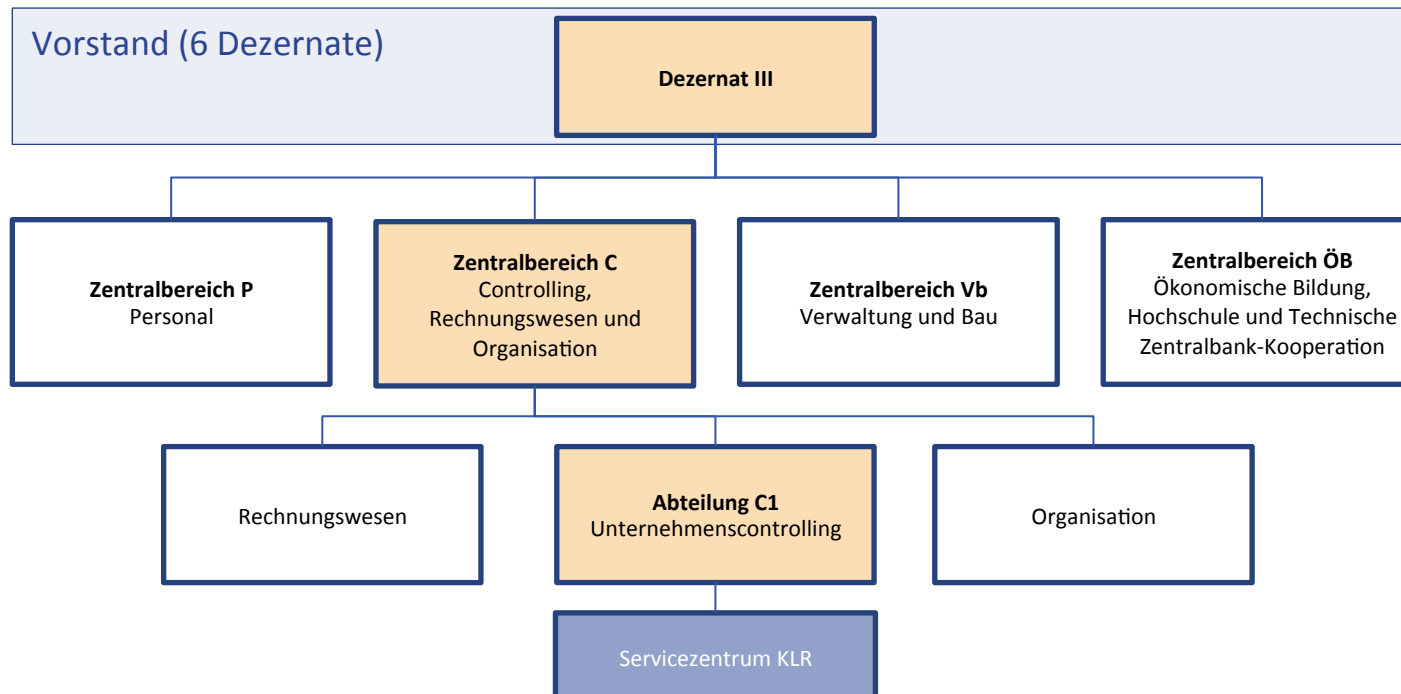 Vorstand (6 Dezernate)
Dezernat III
Zentralbereich P
Personal
Zentralbereich C
Controlling,
Rechnungswesen und
Organisation
Zentralbereich Vb
Verwaltung und Bau
Zentralbereich ÖB
Ökonomische Bildung,
Hochschule und Technische
Zentralbank-Kooperation
Rechnungswesen
Abteilung C1
Unternehmenscontrolling
Organisation
Servicezentrum KLR